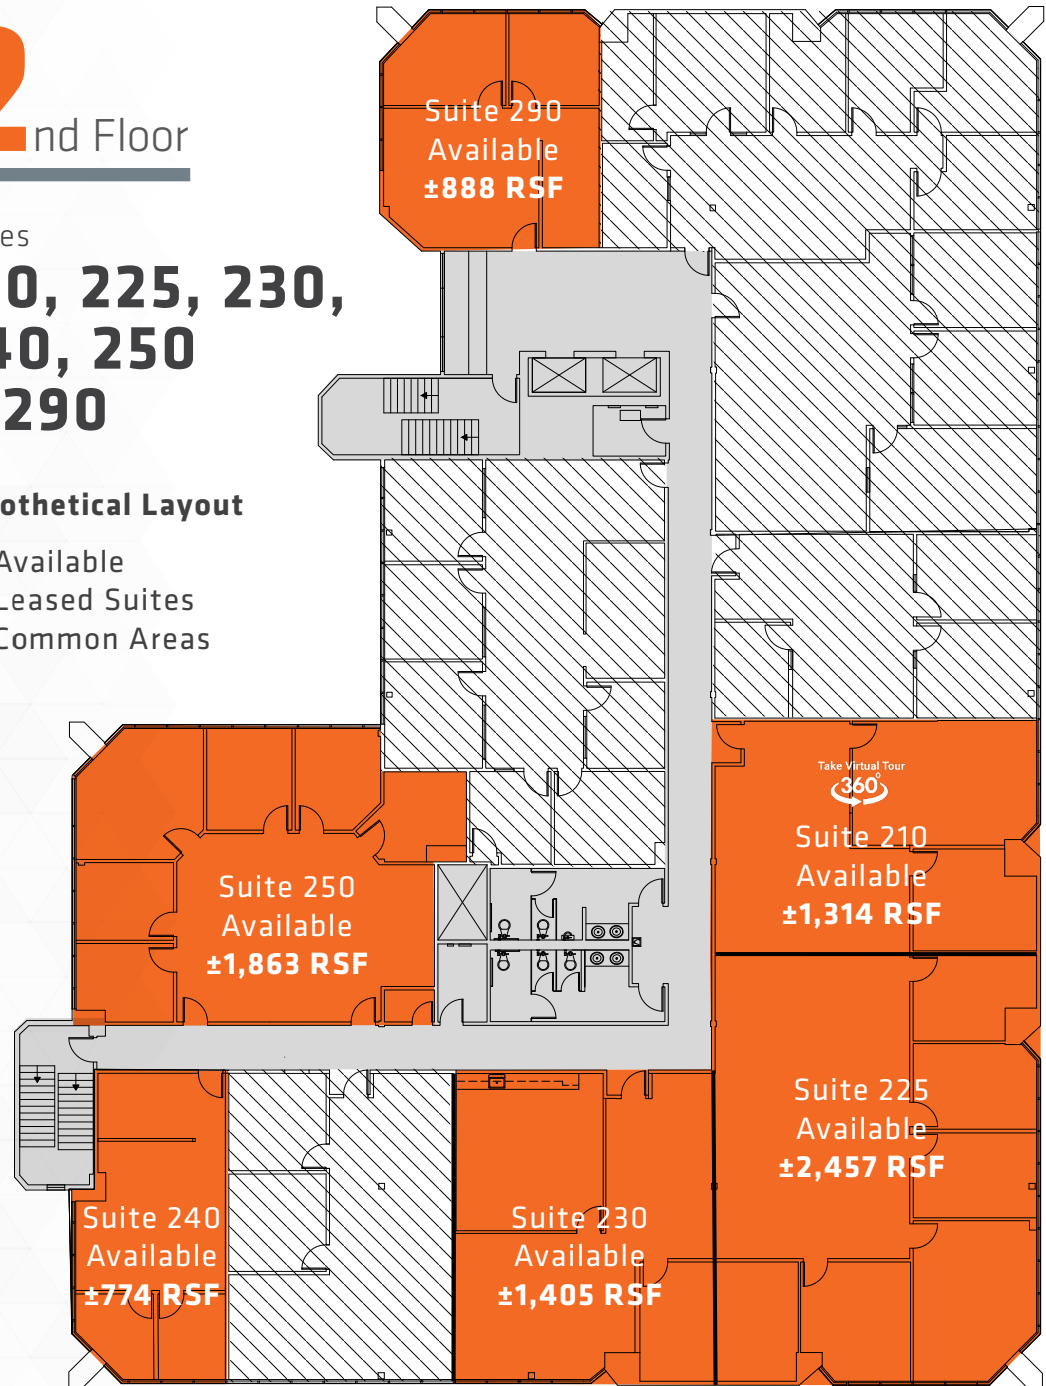 2nd Floor
es
0, 225, 230,
40, 250
290
othetical Layout
Available
Leased Suites
Common Areas
Suite 290
Available
±888 RSF
Take Virtual Tour
360°
Suite 210
Available
±1,314 RSF
Suite 250
Available
±1,863 RSF
Suite 225
Available
±2,457 RSF
Suite 240
Available
±774 RSF
Suite 230
Available
±1,405 RSF